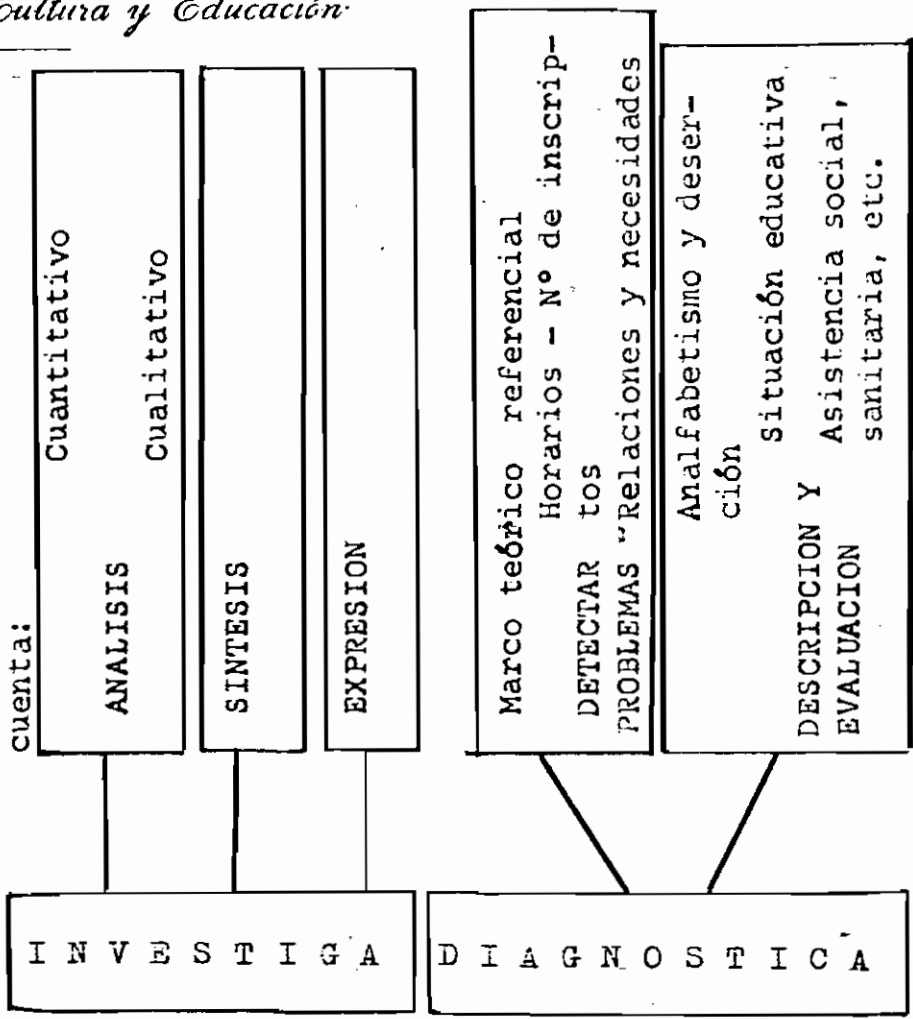 Cultura y Educación
cuenta:
INVESTIGA
ANALISIS
Cuantitativo
Cualitativo
SINTESIS
EXPRESION
DIAGNOSTICA
Marco teórico referencial
Horarios - Nº de inscrip-
DETECTAR tos
PROBLEMAS "Relaciones y necesidades
Analfabetismo y deser-
ción
Situación educativa
DESCRIPCION Y Asistencia social,
EVALUACION sanitaria, etc.